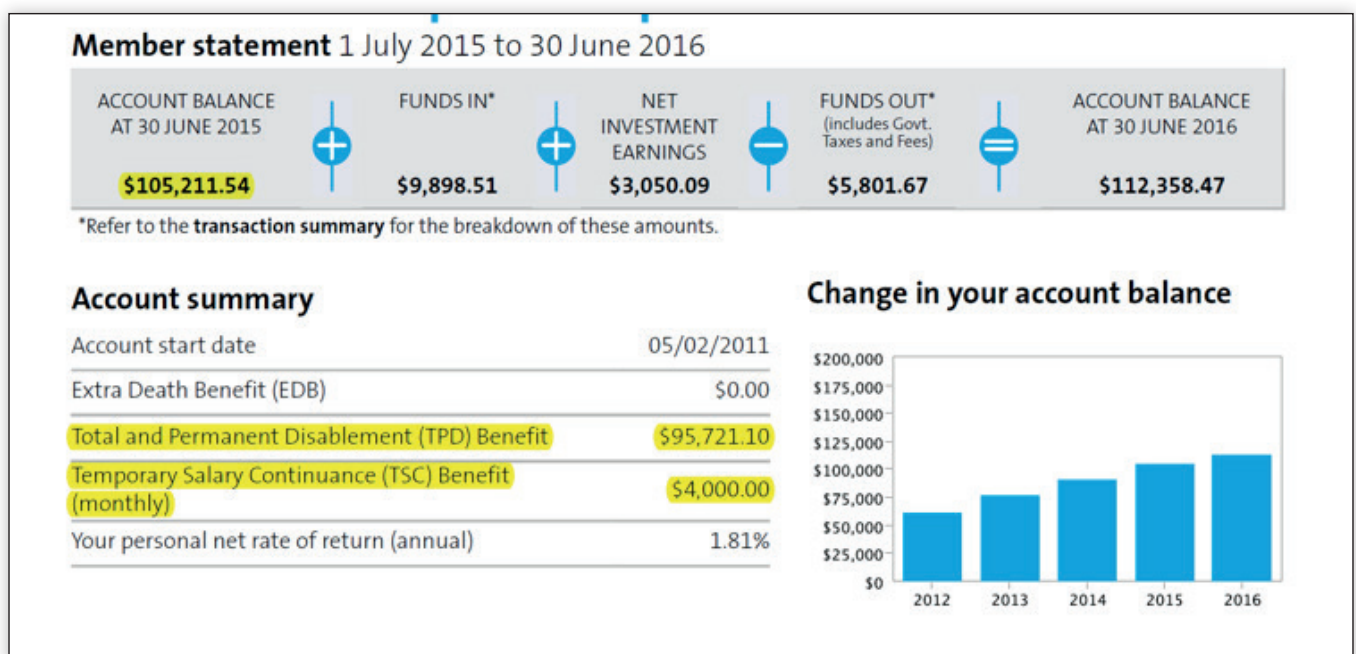 Member statement 1 July 2015 to 30 June 2016
ACCOUNT BALANCE
AT 30 JUNE 2015
$105,211.54
+
FUNDS IN*
$9,898.51
+
NET
INVESTMENT
EARNINGS
$3,050.09
−
FUNDS OUT*
(includes Govt.
Taxes and Fees)
$5,801.67
=
ACCOUNT BALANCE
AT 30 JUNE 2016
$112,358.47
*Refer to the transaction summary for the breakdown of these amounts.
Account summary
Account start date 05/02/2011
Extra Death Benefit (EDB) $0.00
Total and Permanent Disablement (TPD) Benefit $95,721.10
Temporary Salary Continuance (TSC) Benefit
(monthly) $4,000.00
Your personal net rate of return (annual) 1.81%
Change in your account balance
$200,000
$175,000
$150,000
$125,000
$100,000
$75,000
$50,000
$25,000
$0
2012 2013 2014 2015 2016